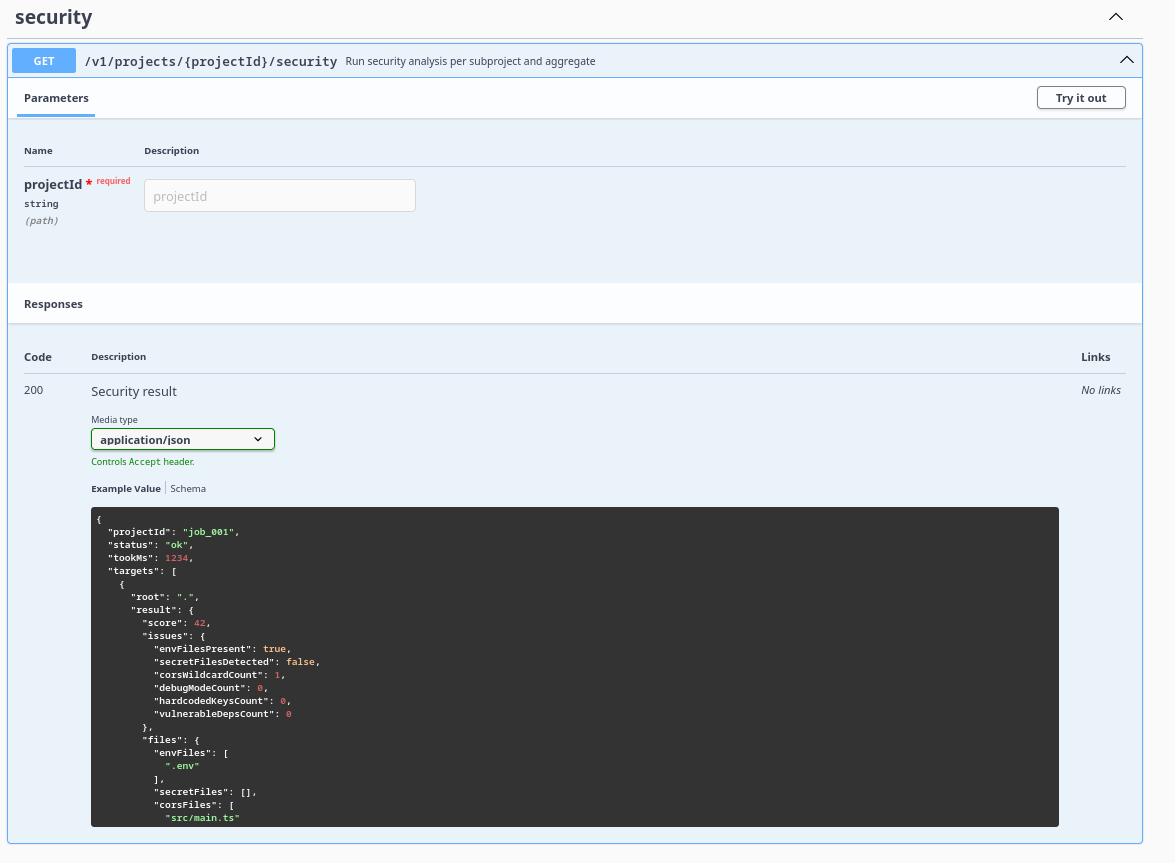 security
GET /v1/projects/{projectId}/security Run security analysis per subproject and aggregate
Parameters
Try it out
Name Description
projectId * required
string
(path)
projectId
Responses
Code Description Links
200 Security result No links
Media type
application/json
Controls Accept header.
Example Value Schema
{
  "projectId": "job_001",
  "status": "ok",
  "tookMs": 1234,
  "targets": [
    {
      "root": ".",
      "result": {
        "score": 42,
        "issues": {
          "envFilesPresent": true,
          "secretFilesDetected": false,
          "corsWildcardCount": 1,
          "debugModeCount": 0,
          "hardcodedKeysCount": 0,
          "vulnerableDepsCount": 0
        },
        "files": {
          "envFiles": [
            ".env"
          ],
          "secretFiles": [],
          "corsFiles": [
            "src/main.ts"